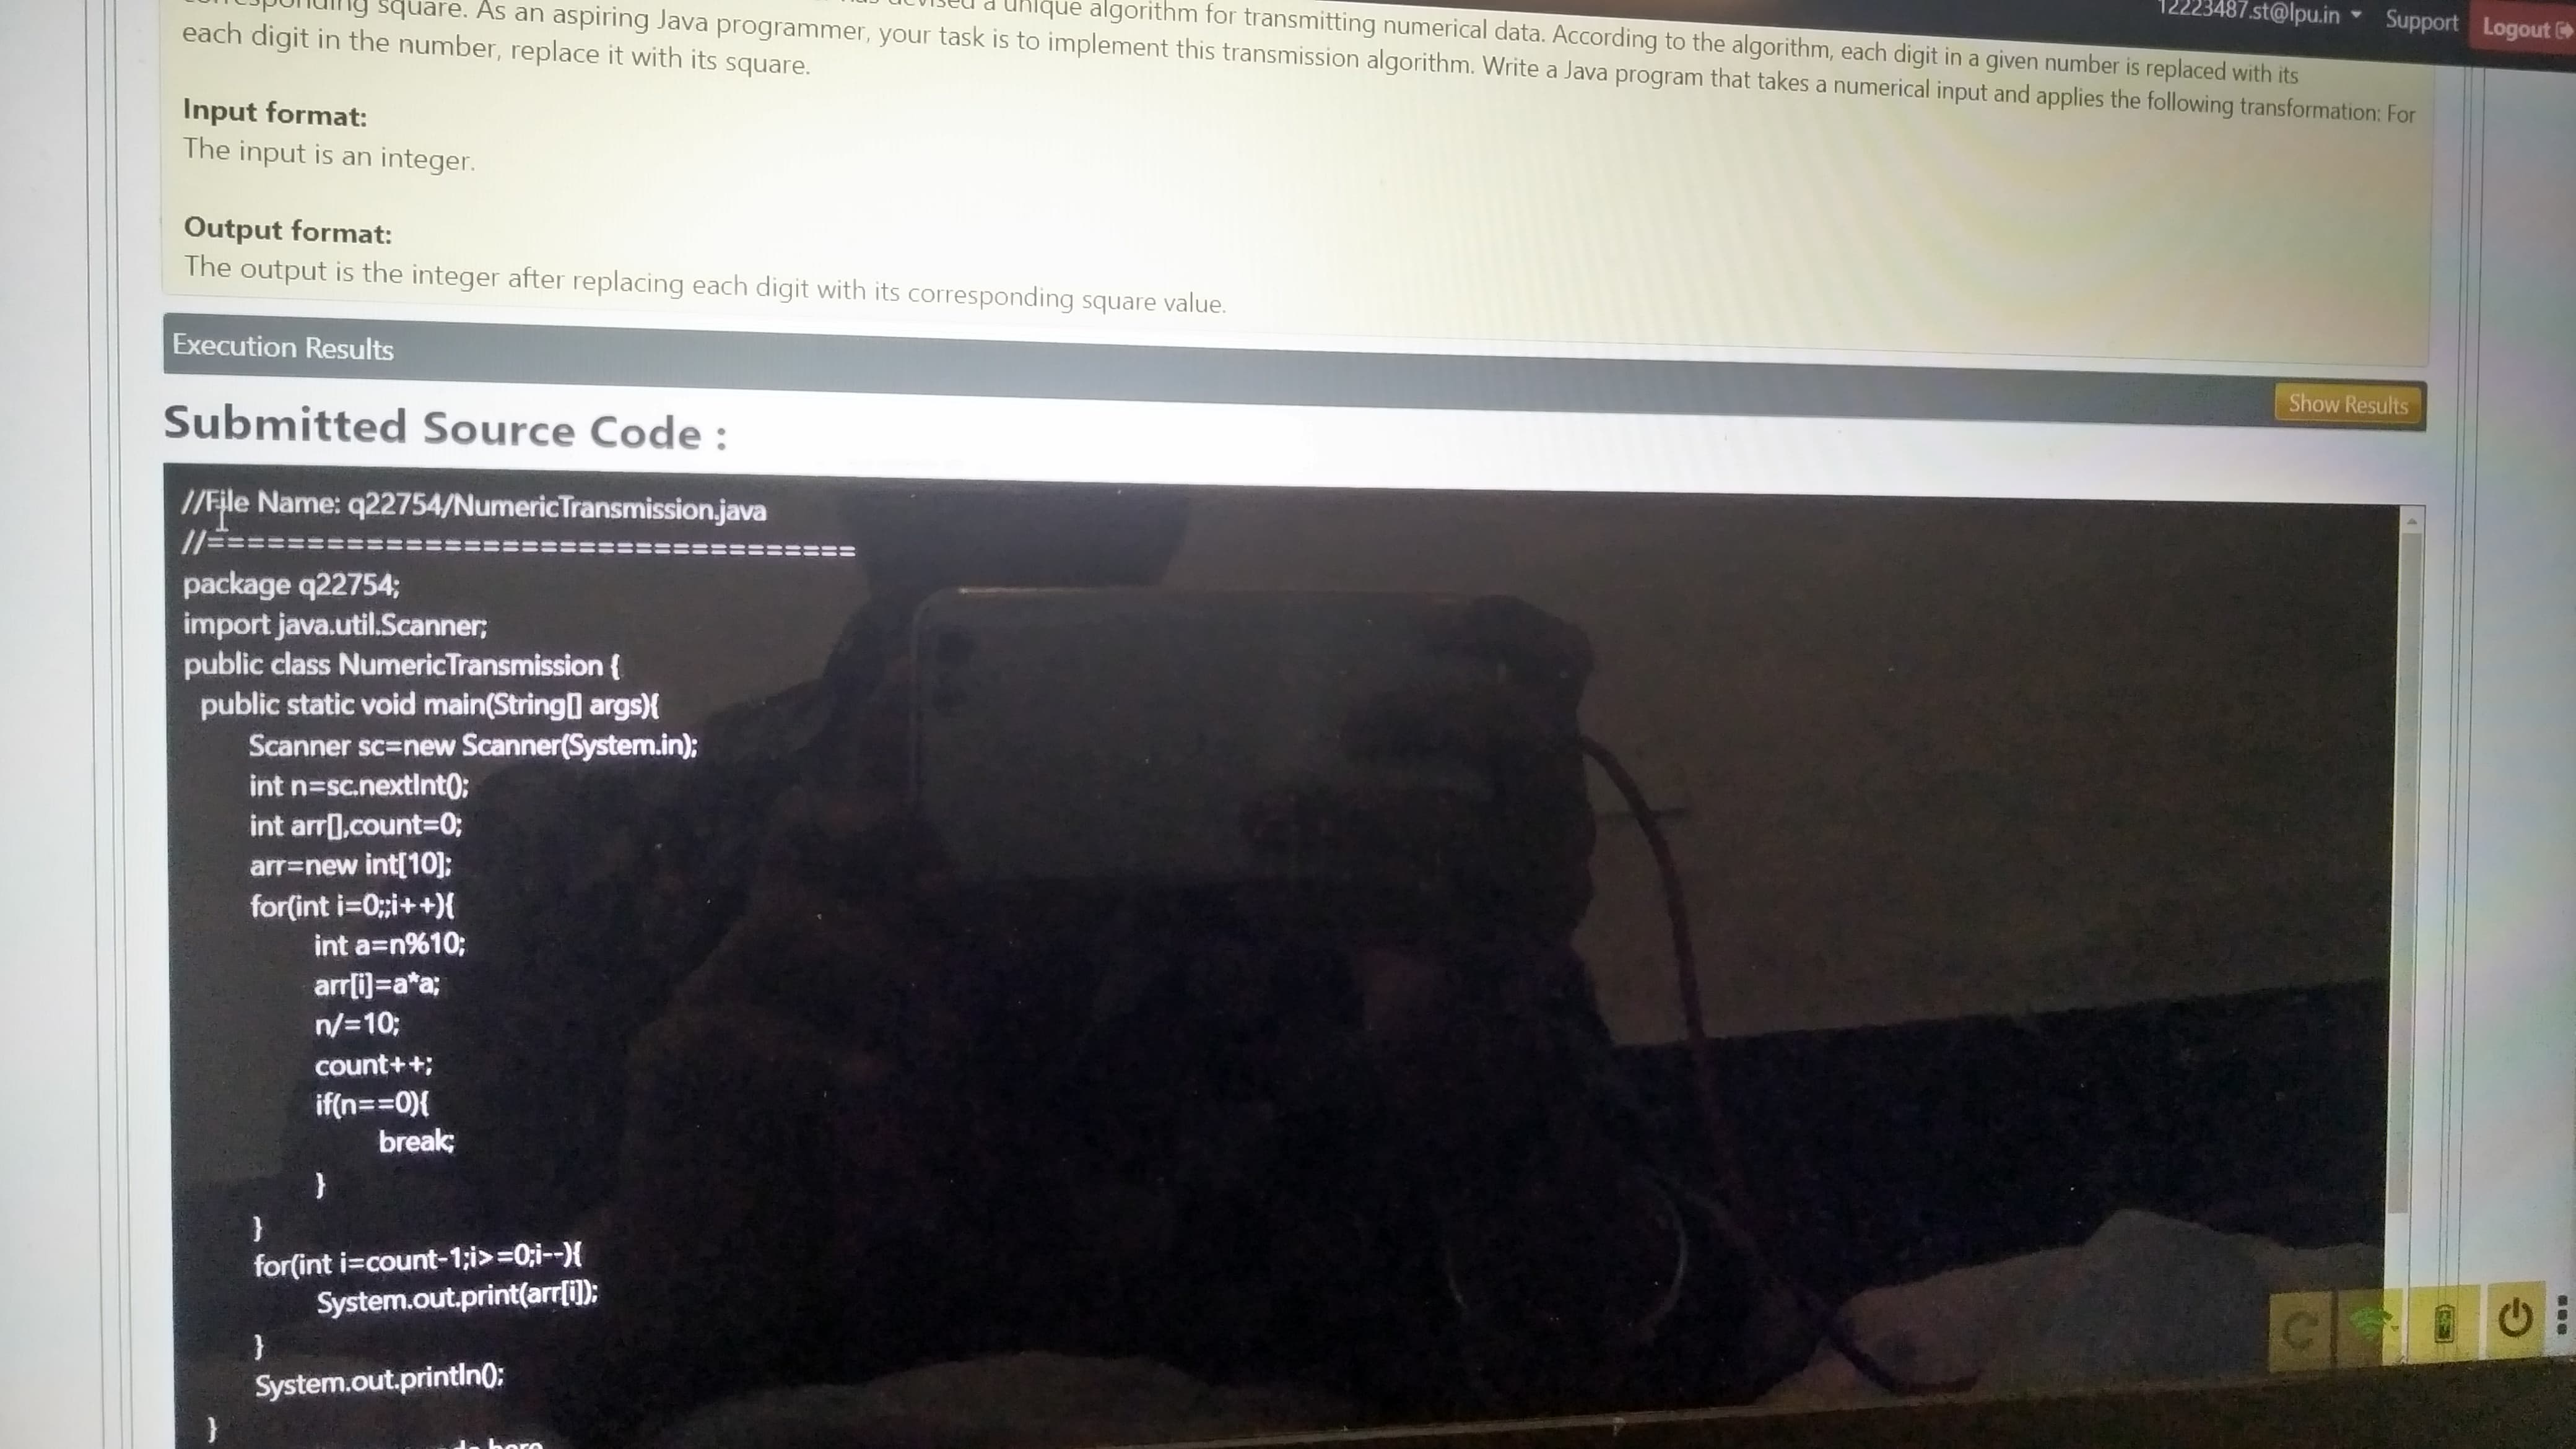 12223487.st@lpu.in Support Logout
square. As an aspiring Java programmer, your task is to implement this transmission algorithm. Write a Java program that takes a numerical input and applies the following transformation: For
a unique algorithm for transmitting numerical data. According to the algorithm, each digit in a given number is replaced with its
each digit in the number, replace it with its square.
Input format:
The input is an integer.
Output format:
The output is the integer after replacing each digit with its corresponding square value.
Execution Results
Show Results
Submitted Source Code :
//File Name: q22754/NumericTransmission.java
//=================================
package q22754;
import java.util.Scanner;
public class NumericTransmission {
public static void main(String[] args){
Scanner sc=new Scanner(System.in);
int n=sc.nextInt();
int arr[],count=0;
arr=new int[10];
for(int i=0;;i++){
int a=n%10;
arr[i]=a*a;
n/=10;
count++;
if(n==0){
break;
}
}
for(int i=count-1;i>=0;i--){
System.out.print(arr[i]);
}
System.out.println();
}